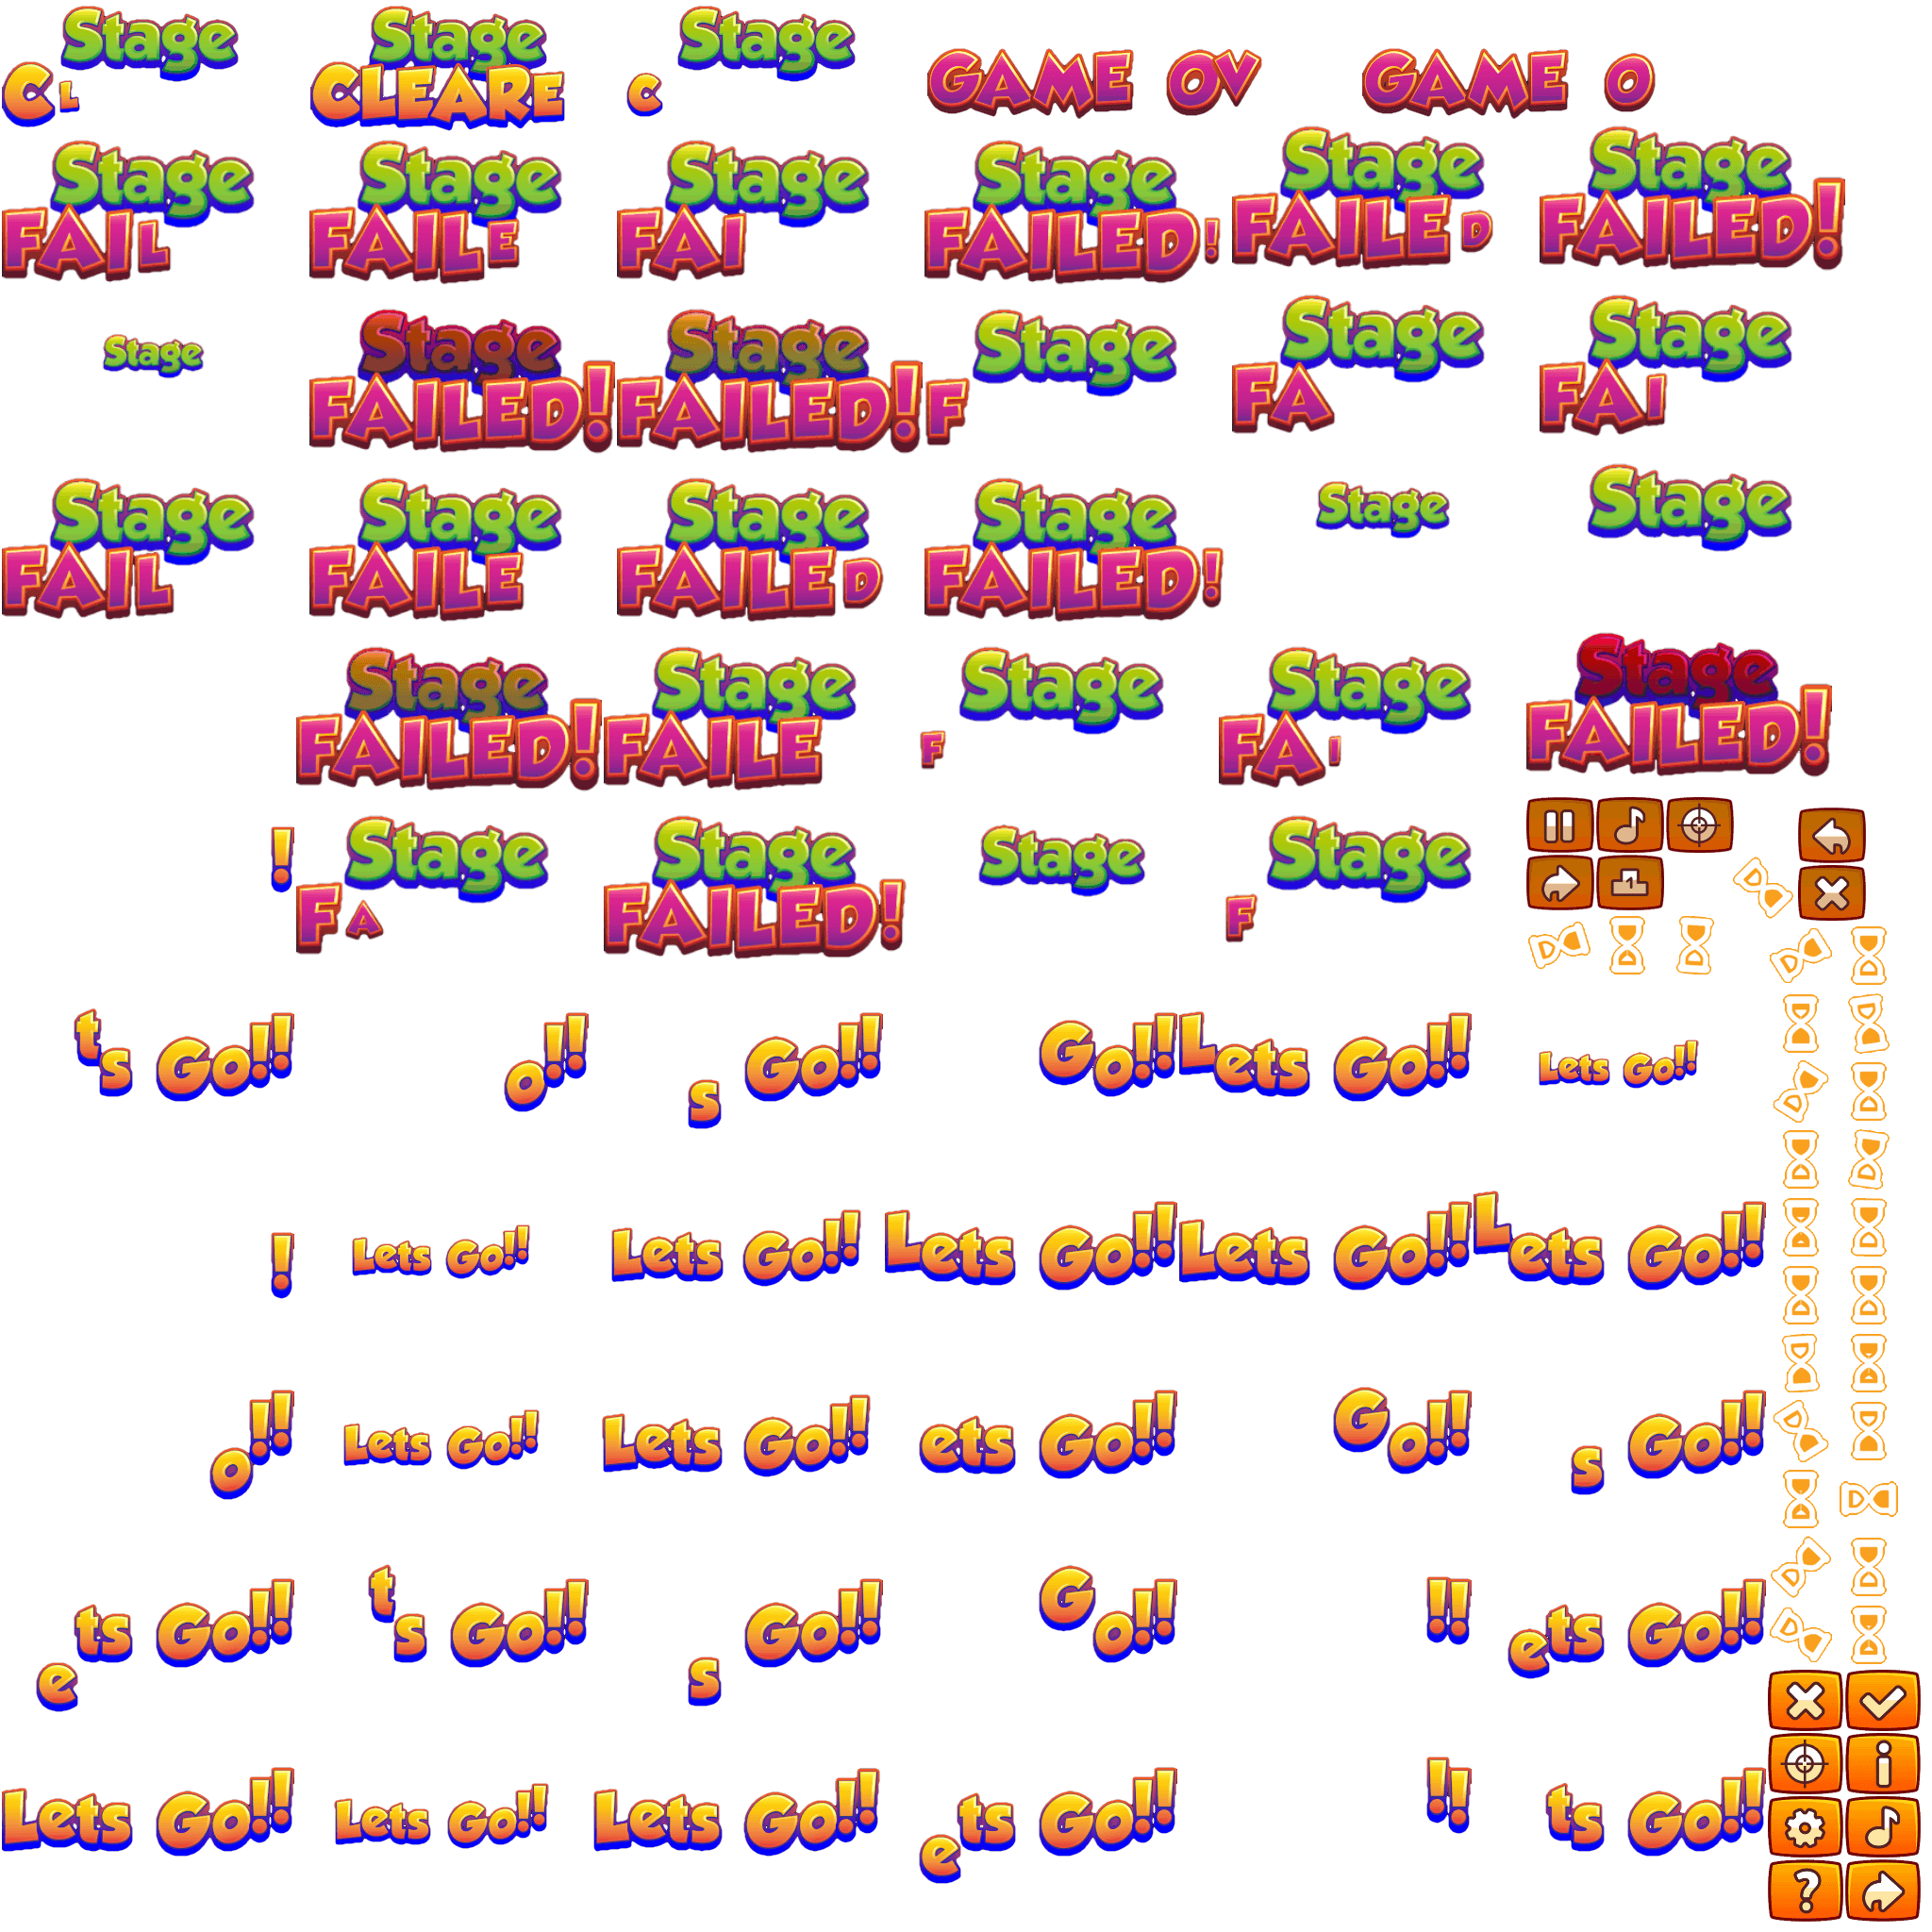 Stage Stage Stage
CL CLEARE C GAME OV GAME O
Stage Stage Stage Stage Stage Stage
FAIL FAILE FAI FAILED! FAILED FAILED!
Stage Stage Stage Stage Stage Stage
FAILED! FAILED! F FA FAI
Stage Stage Stage Stage Stage Stage
FAIL FAILE FAILED FAILED!
Stage Stage Stage Stage Stage
FAILED! FAILE F FAI FAILED!
Stage Stage Stage Stage
! FA FAILED! F
1
ts Go!! o!! s Go!! Go!! Lets Go!! Lets Go!!
! Lets Go!! Lets Go!! Lets Go!! Lets Go!! Lets Go!!
o!! Lets Go!! Lets Go!! ets Go!! Go!! s Go!!
ets Go!! ts Go!! s Go!! Go!! !! ets Go!!
Lets Go!! Lets Go!! Lets Go!! ets Go!! !! ts Go!!
i
?